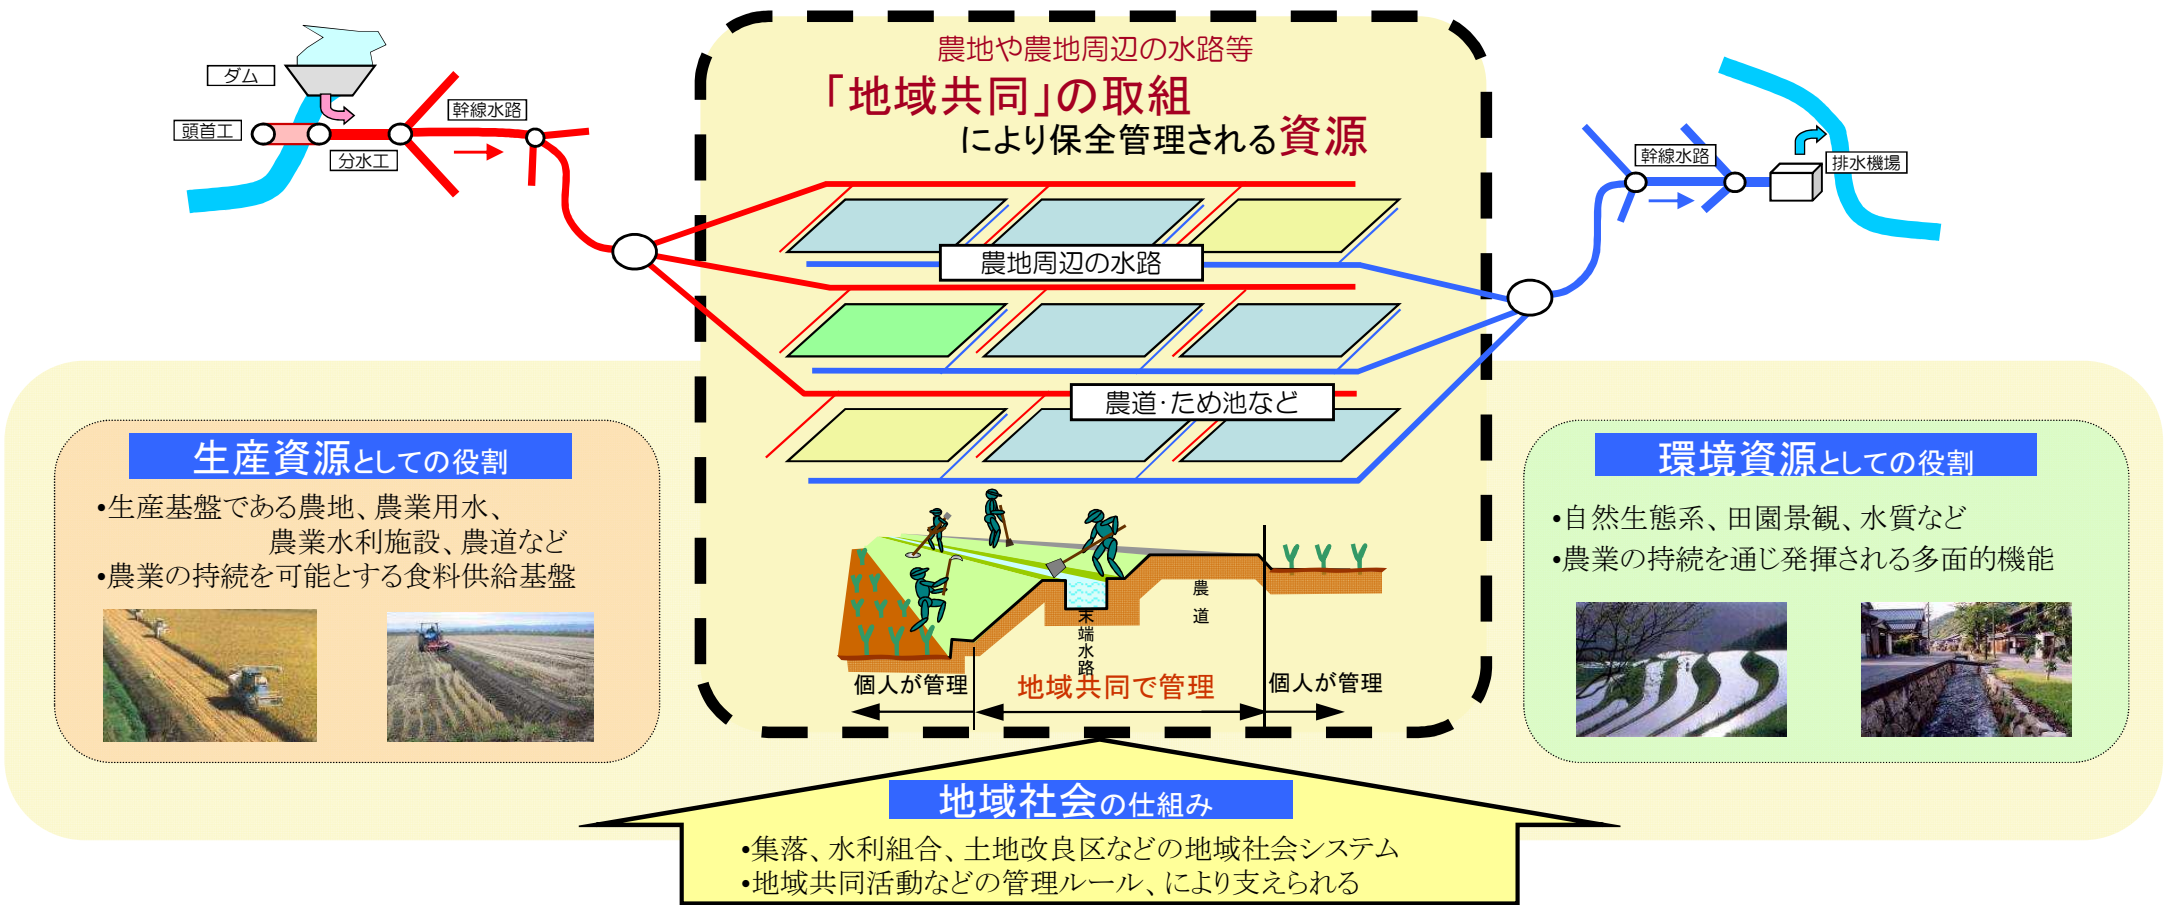 農地や農地周辺の水路等
「地域共同」の取組
により保全管理される資源
ダム
頭首工
分水工
幹線水路
幹線水路
排水機場
農地周辺の水路
農道・ため池など
生産資源としての役割
•生産基盤である農地、農業用水、
農業水利施設、農道など
•農業の持続を可能とする食料供給基盤
農道
末端水路
個人が管理
地域共同で管理
個人が管理
環境資源としての役割
•自然生態系、田園景観、水質など
•農業の持続を通じ発揮される多面的機能
地域社会の仕組み
•集落、水利組合、土地改良区などの地域社会システム
•地域共同活動などの管理ルール、により支えられる